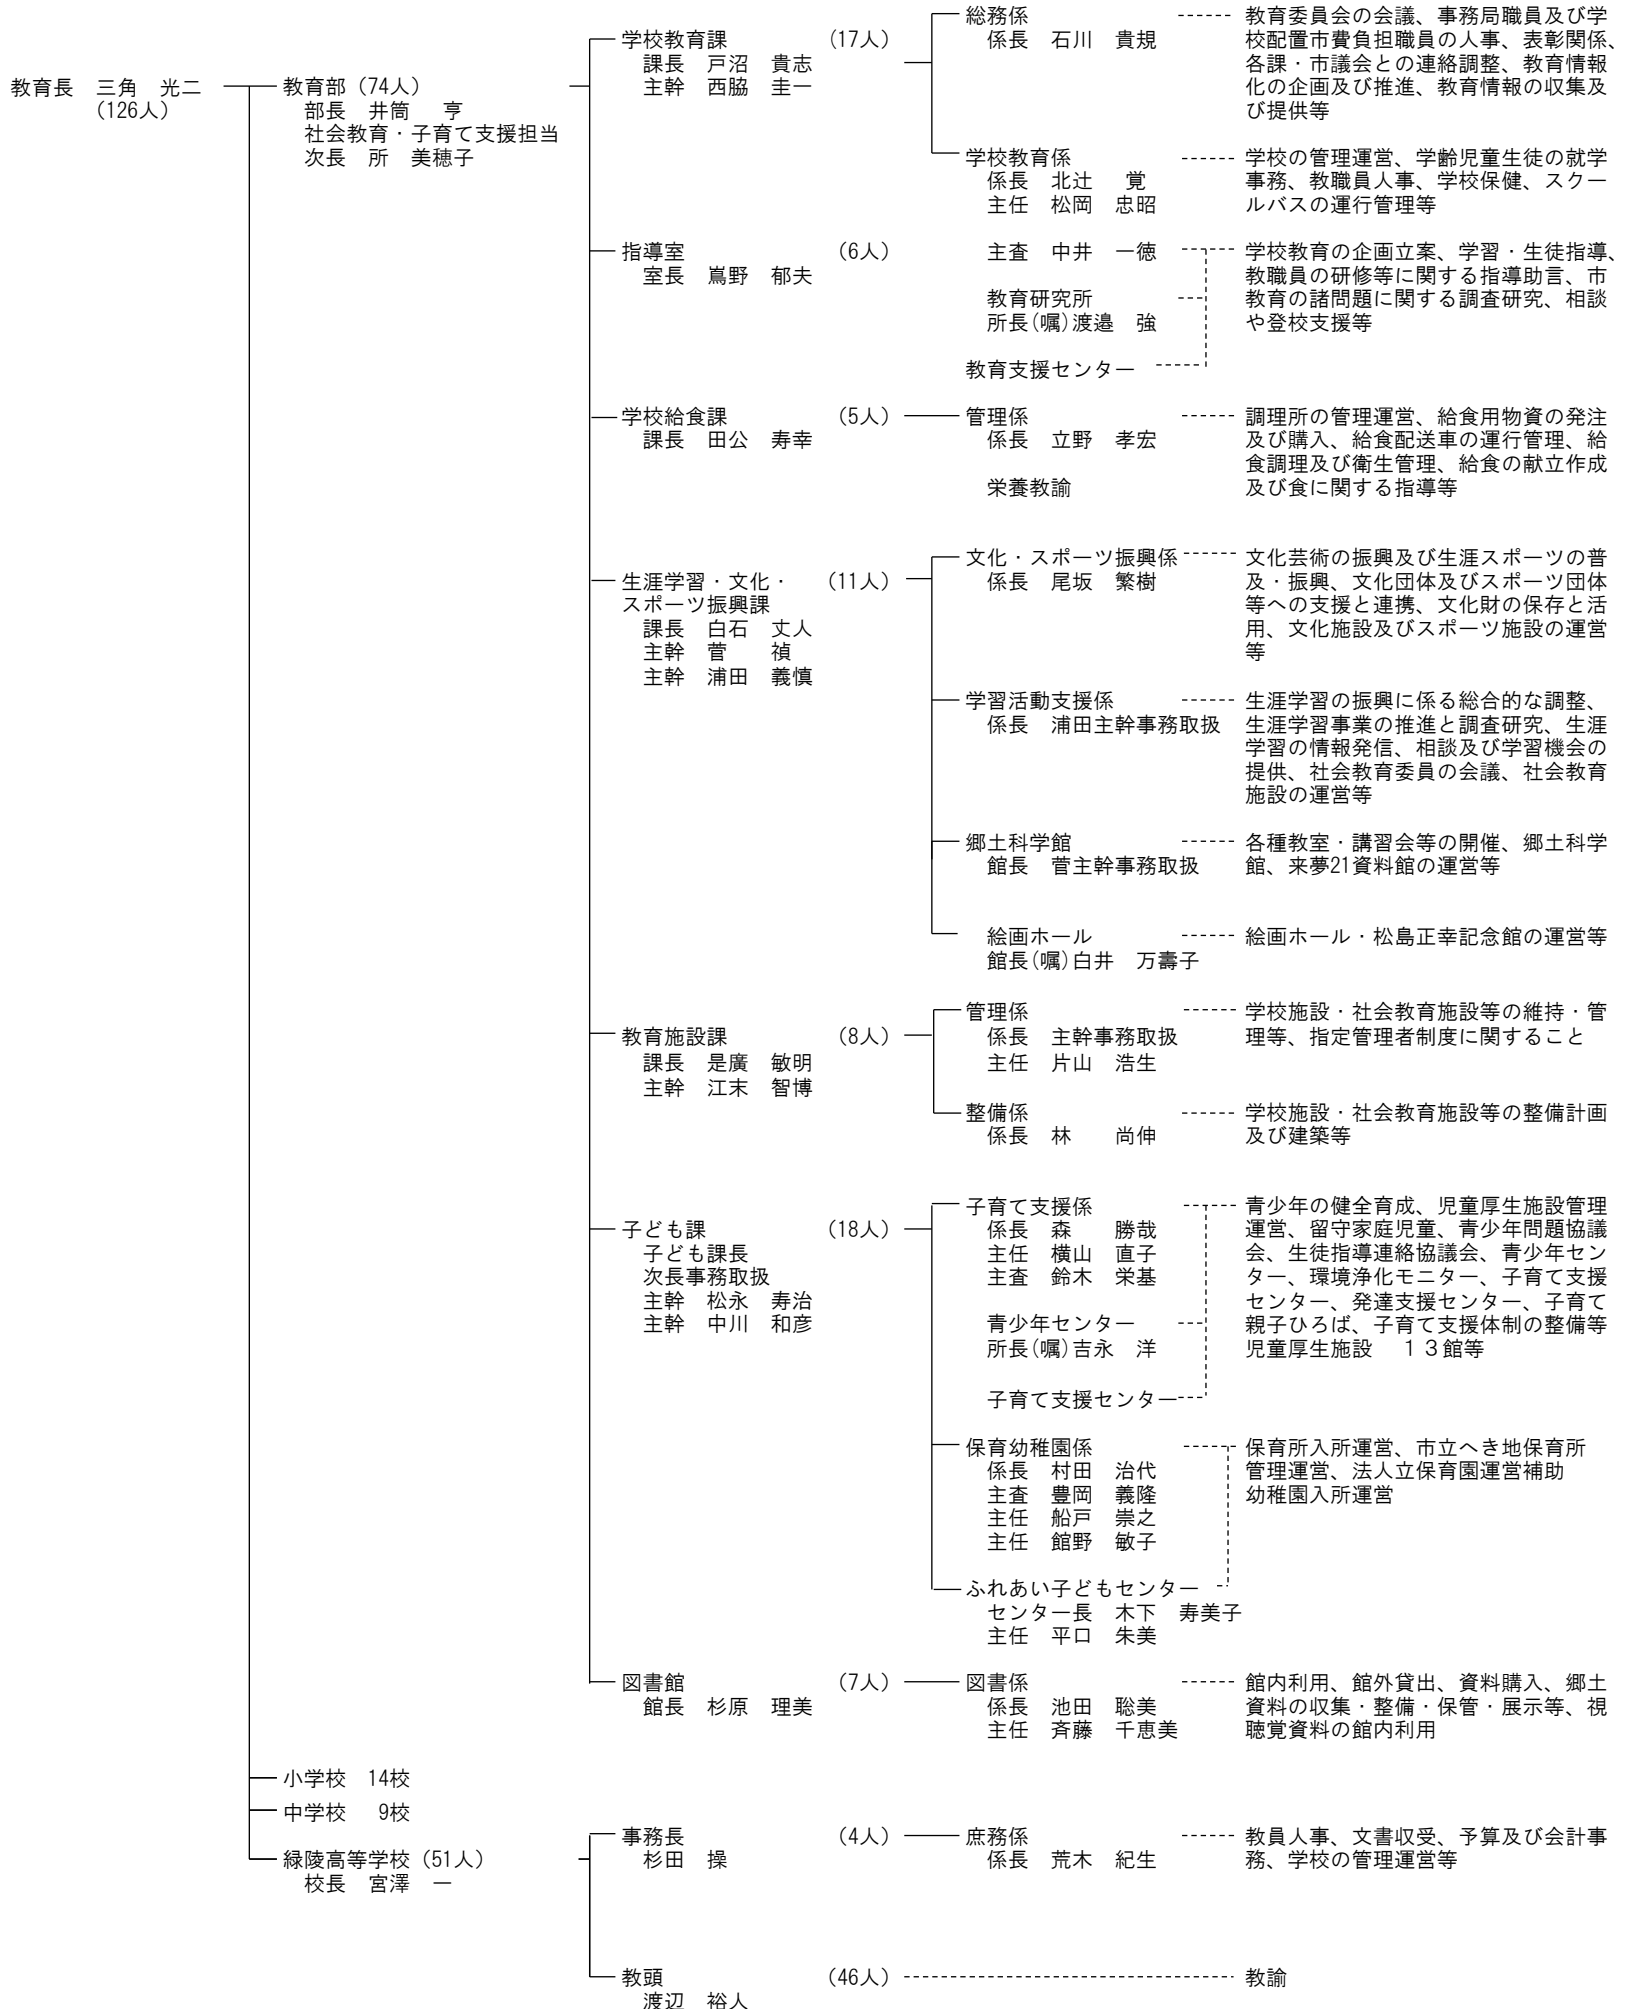 教育長　三角　光二
(126人)
教育部（74人）
部長　井筒　亨
社会教育・子育て支援担当
次長　所　美穂子
学校教育課　(17人)
課長　戸沼　貴志
主幹　西脇　圭一
総務係
係長　石川　貴規
教育委員会の会議、事務局職員及び学
校配置市費負担職員の人事、表彰関係、
各課・市議会との連絡調整、教育情報
化の企画及び推進、教育情報の収集及
び提供等
学校教育係
係長　北辻　覚
主任　松岡　忠昭
学校の管理運営、学齢児童生徒の就学
事務、教職員人事、学校保健、スクー
ルバスの運行管理等
指導室　(6人)
室長　嶌野　郁夫
主査　中井　一徳
教育研究所
所長(嘱)渡邉　強
教育支援センター
学校教育の企画立案、学習・生徒指導、
教職員の研修等に関する指導助言、市
教育の諸問題に関する調査研究、相談
や登校支援等
学校給食課　(5人)
課長　田公　寿幸
管理係
係長　立野　孝宏
栄養教諭
調理所の管理運営、給食用物資の発注
及び購入、給食配送車の運行管理、給
食調理及び衛生管理、給食の献立作成
及び食に関する指導等
生涯学習・文化・　(11人)
スポーツ振興課
課長　白石　丈人
主幹　菅　禎
主幹　浦田　義慎
文化・スポーツ振興係
係長　尾坂　繁樹
文化芸術の振興及び生涯スポーツの普
及・振興、文化団体及びスポーツ団体
等への支援と連携、文化財の保存と活
用、文化施設及びスポーツ施設の運営
等
学習活動支援係
係長　浦田主幹事務取扱
生涯学習の振興に係る総合的な調整、
生涯学習事業の推進と調査研究、生涯
学習の情報発信、相談及び学習機会の
提供、社会教育委員の会議、社会教育
施設の運営等
郷土科学館
館長　菅主幹事務取扱
各種教室・講習会等の開催、郷土科学
館、来夢21資料館の運営等
絵画ホール
館長(嘱)白井　万壽子
絵画ホール・松島正幸記念館の運営等
教育施設課　(8人)
課長　是廣　敏明
主幹　江末　智博
管理係
係長　主幹事務取扱
主任　片山　浩生
学校施設・社会教育施設等の維持・管
理等、指定管理者制度に関すること
整備係
係長　林　尚伸
学校施設・社会教育施設等の整備計画
及び建築等
子ども課　(18人)
子ども課長
次長事務取扱
主幹　松永　寿治
主幹　中川　和彦
子育て支援係
係長　森　勝哉
主任　横山　直子
主査　鈴木　栄基
青少年センター
所長(嘱)吉永　洋
子育て支援センター
青少年の健全育成、児童厚生施設管理
運営、留守家庭児童、青少年問題協議
会、生徒指導連絡協議会、青少年セン
ター、環境浄化モニター、子育て支援
センター、発達支援センター、子育て
親子ひろば、子育て支援体制の整備等
児童厚生施設　１３館等
保育幼稚園係
係長　村田　治代
主査　豊岡　義隆
主任　船戸　崇之
主任　館野　敏子
保育所入所運営、市立へき地保育所
管理運営、法人立保育園運営補助
幼稚園入所運営
ふれあい子どもセンター
センター長　木下　寿美子
主任　平口　朱美
図書館　(7人)
館長　杉原　理美
図書係
係長　池田　聡美
主任　斉藤　千恵美
館内利用、館外貸出、資料購入、郷土
資料の収集・整備・保管・展示等、視
聴覚資料の館内利用
小学校　14校
中学校　9校
緑陵高等学校（51人）
校長　宮澤　一
事務長　(4人)
杉田　操
庶務係
係長　荒木　紀生
教員人事、文書収受、予算及び会計事
務、学校の管理運営等
教頭　(46人)
渡辺　裕人
教諭